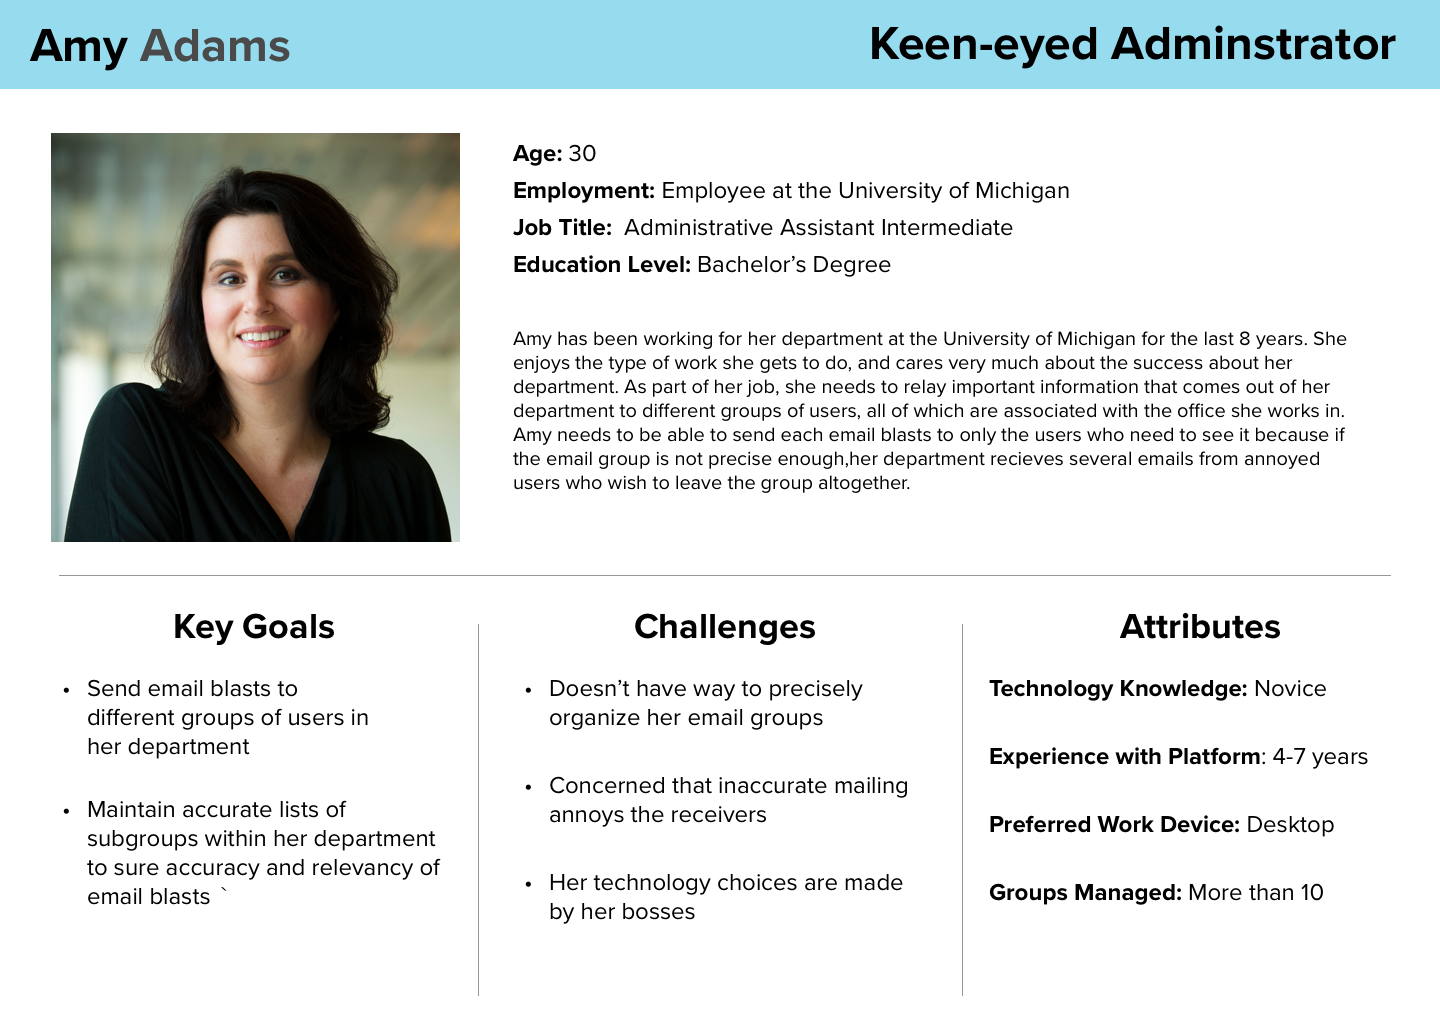 Amy Adams
Keen-eyed Adminstrator
Age: 30
Employment: Employee at the University of Michigan
Job Title:  Administrative Assistant Intermediate
Education Level: Bachelor’s Degree
Amy has been working for her department at the University of Michigan for the last 8 years. She
enjoys the type of work she gets to do, and cares very much about the success about her
department. As part of her job, she needs to relay important information that comes out of her
department to different groups of users, all of which are associated with the office she works in.
Amy needs to be able to send each email blasts to only the users who need to see it because if
the email group is not precise enough,her department recieves several emails from annoyed
users who wish to leave the group altogether.
Key Goals
• Send email blasts to
different groups of users in
her department
• Maintain accurate lists of
subgroups within her department
to sure accuracy and relevancy of
email blasts `
Challenges
• Doesn’t have way to precisely
organize her email groups
• Concerned that inaccurate mailing
annoys the receivers
• Her technology choices are made
by her bosses
Attributes
Technology Knowledge: Novice
Experience with Platform: 4-7 years
Preferred Work Device: Desktop
Groups Managed: More than 10